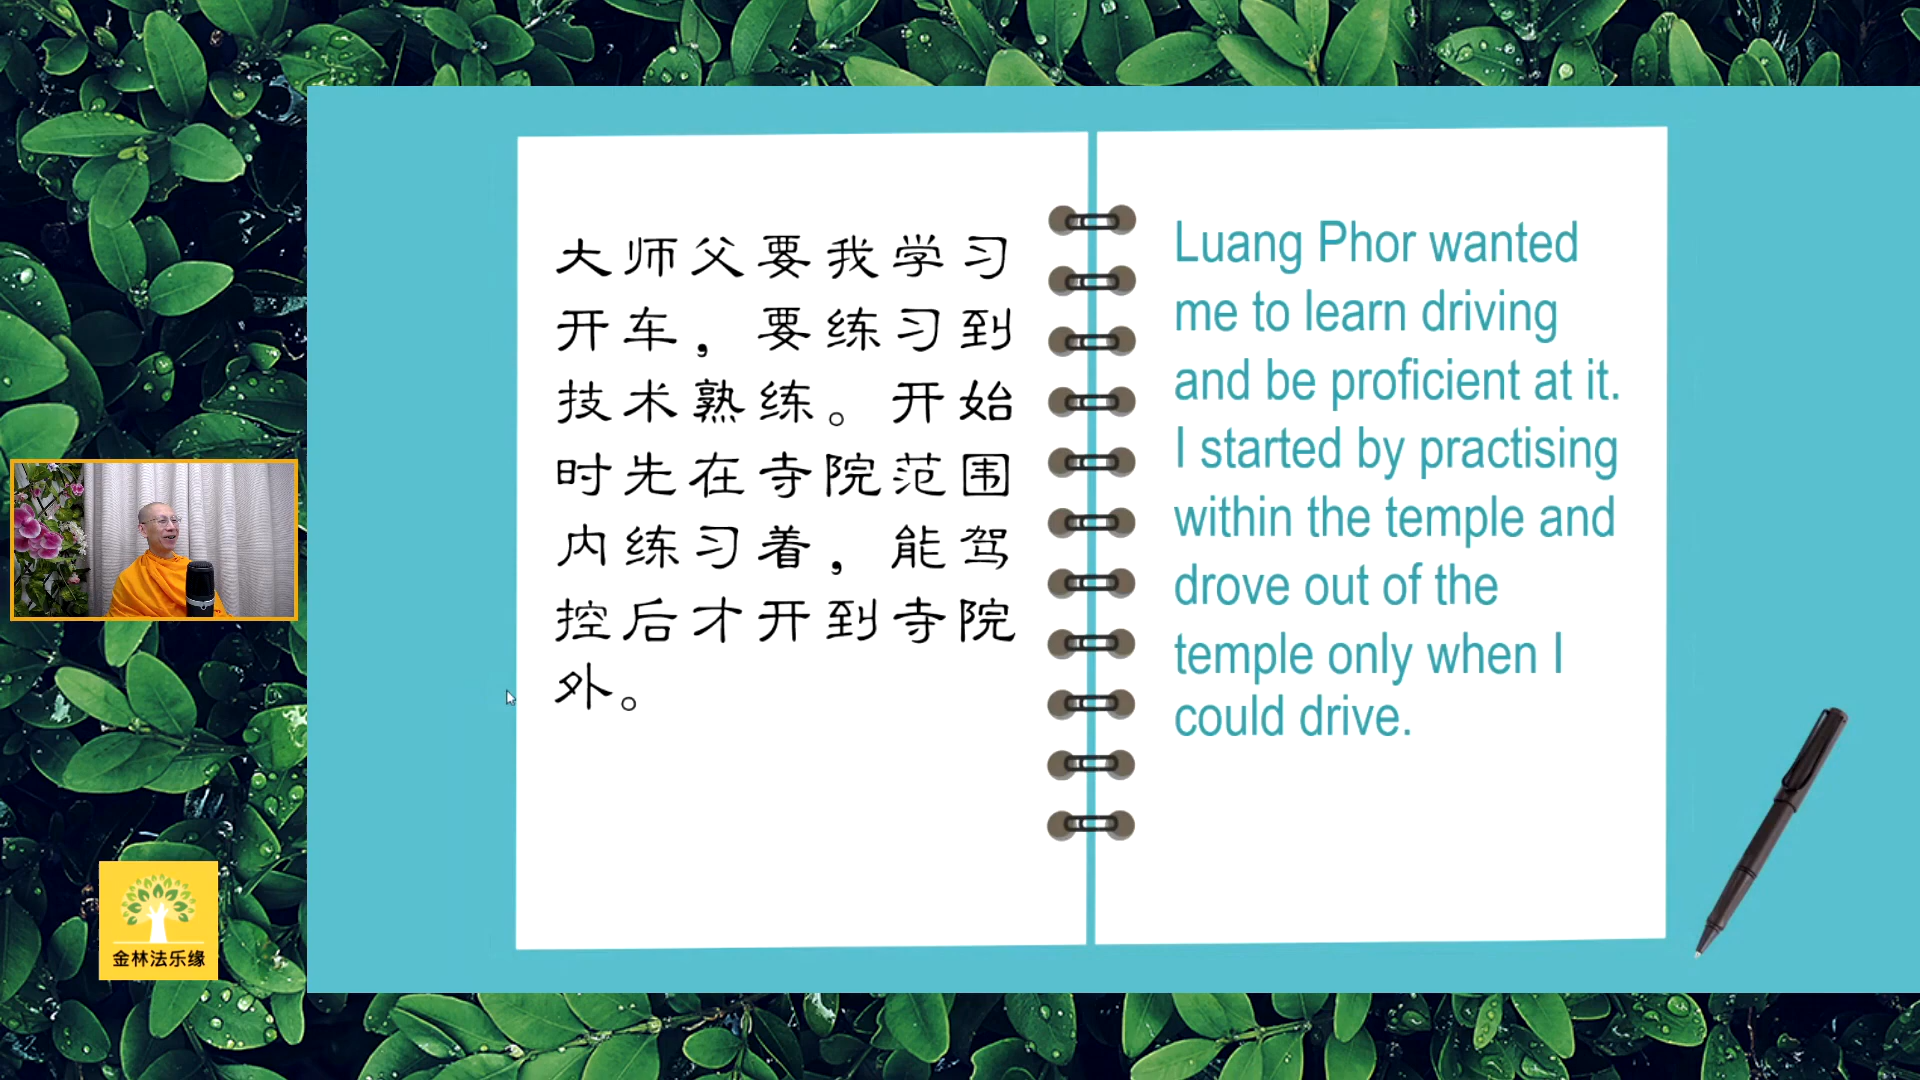 大师父要我学习
开车，要练习到
技术熟练。开始
时先在寺院范围
内练习着，能驾
控后才开到寺院
外。
Luang Phor wanted
me to learn driving
and be proficient at it.
I started by practising
within the temple and
drove out of the
temple only when I
could drive.
金林法乐缘